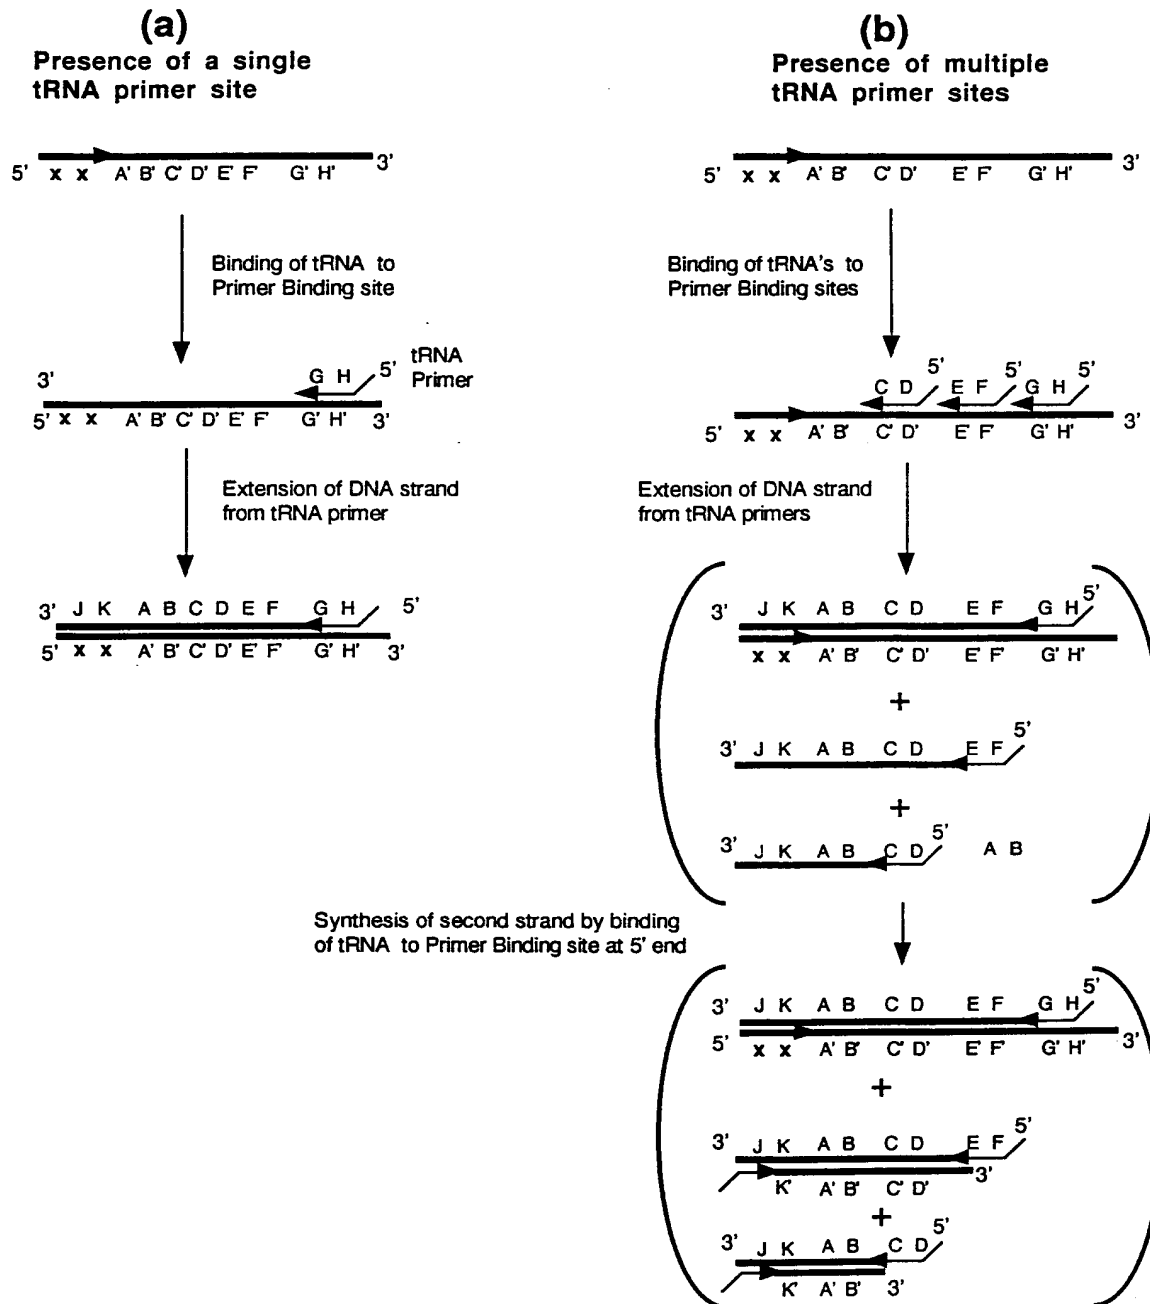 (a)
Presence of a single
tRNA primer site
5' x x A' B' C' D' E' F' G' H' 3'
Binding of tRNA to
Primer Binding site
3' G H 5' tRNA
Primer
5' x x A' B' C' D' E' F' G' H' 3'
Extension of DNA strand
from tRNA primer
3' J K A B C D E F G H 5'
5' x x A' B' C' D' E' F' G' H' 3'
(b)
Presence of multiple
tRNA primer sites
5' x x A' B' C' D' E' F' G' H' 3'
Binding of tRNA's to
Primer Binding sites
C D 5' E F 5' G H 5'
5' x x A' B' C' D' E' F' G' H' 3'
Extension of DNA strand
from tRNA primers
3' J K A B C D E F G H 5'
x x A' B' C' D' E' F' G' H'
+
3' J K A B C D E F 5'
+
3' J K A B C D 5' A B
Synthesis of second strand by binding
of tRNA to Primer Binding site at 5' end
3' J K A B C D E F G H 5'
5' x x A' B' C' D' E' F' G' H' 3'
+
3' J K A B C D E F 5'
K' A' B' C' D' 3'
+
3' J K A B C D 5'
K' A' B' 3'